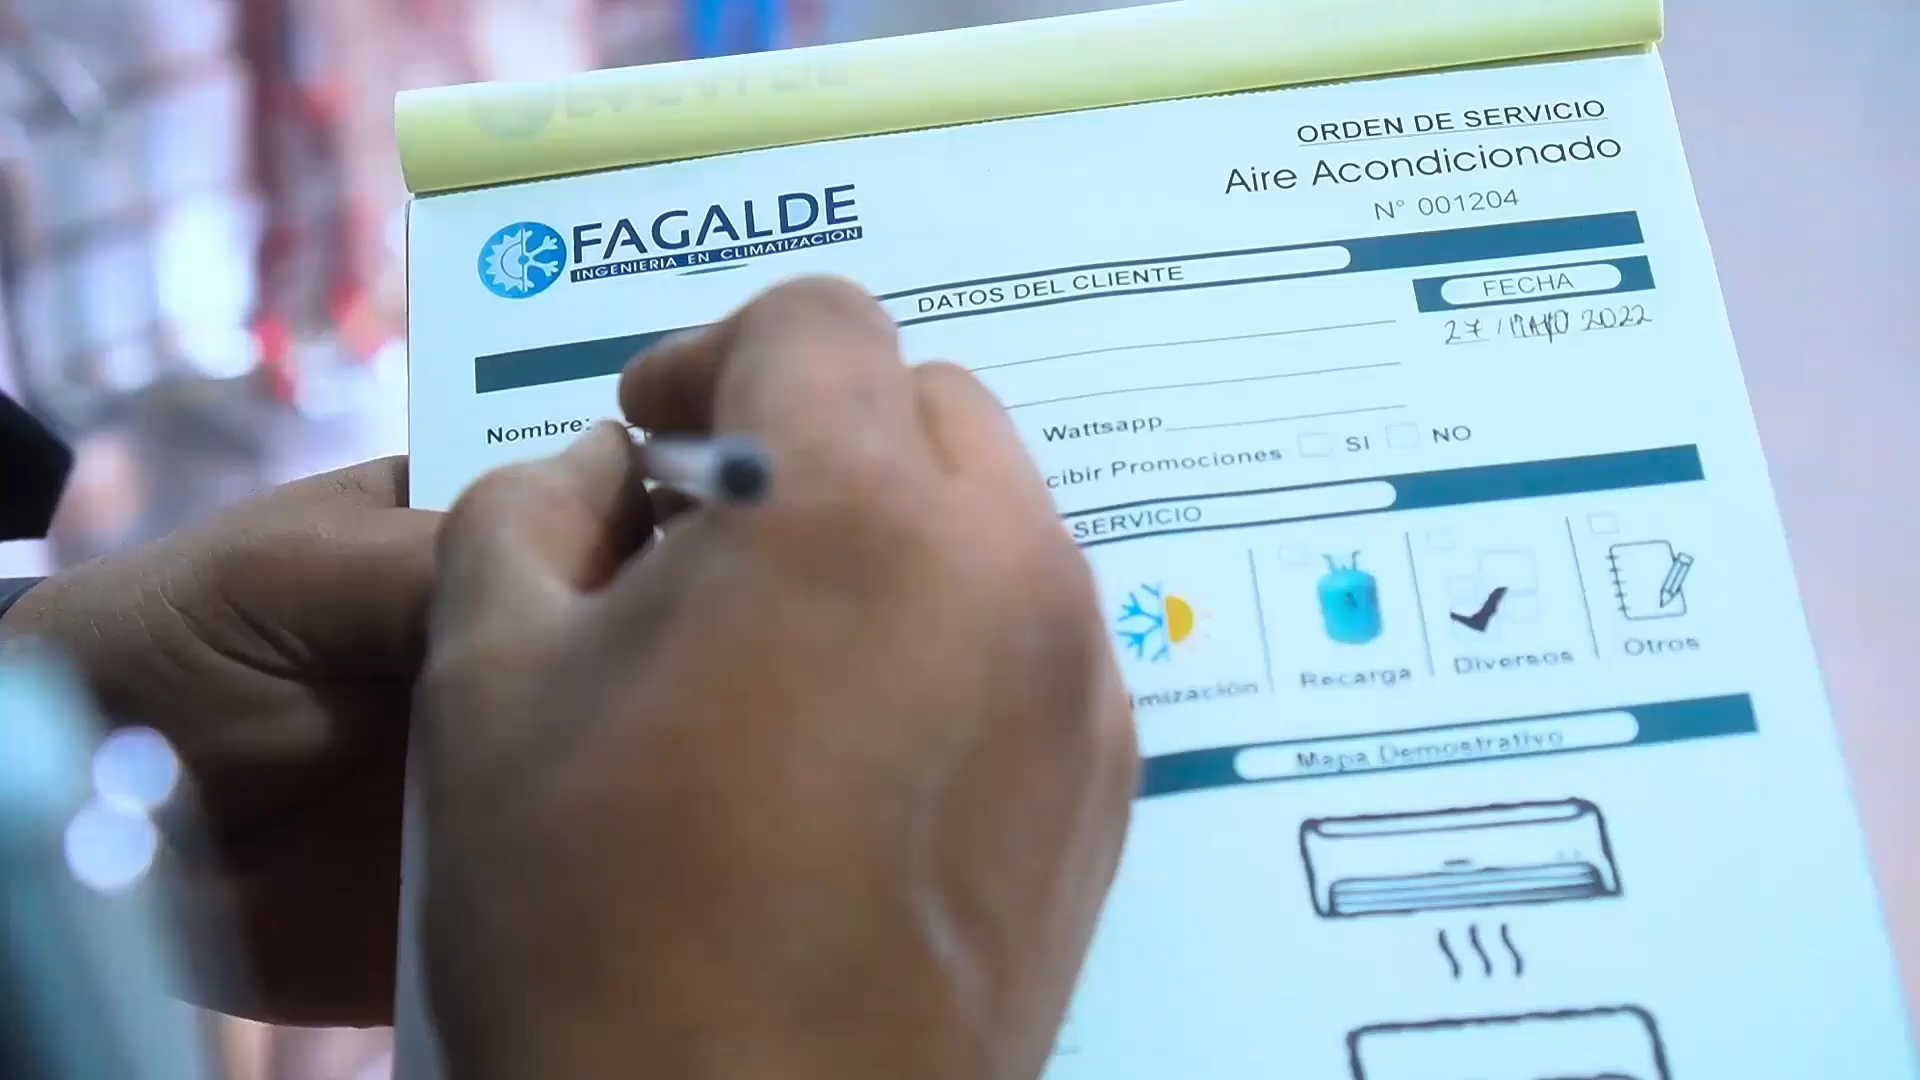 ORDEN DE SERVICIO
Aire Acondicionado
N° 001204
FAGALDE
INGENIERIA EN CLIMATIZACION
DATOS DEL CLIENTE
FECHA
27 / MAYO 2022
Nombre:
Wattsapp
cibir Promociones SI NO
SERVICIO
imización Recarga Diversos Otros
Mapa Demostrativo